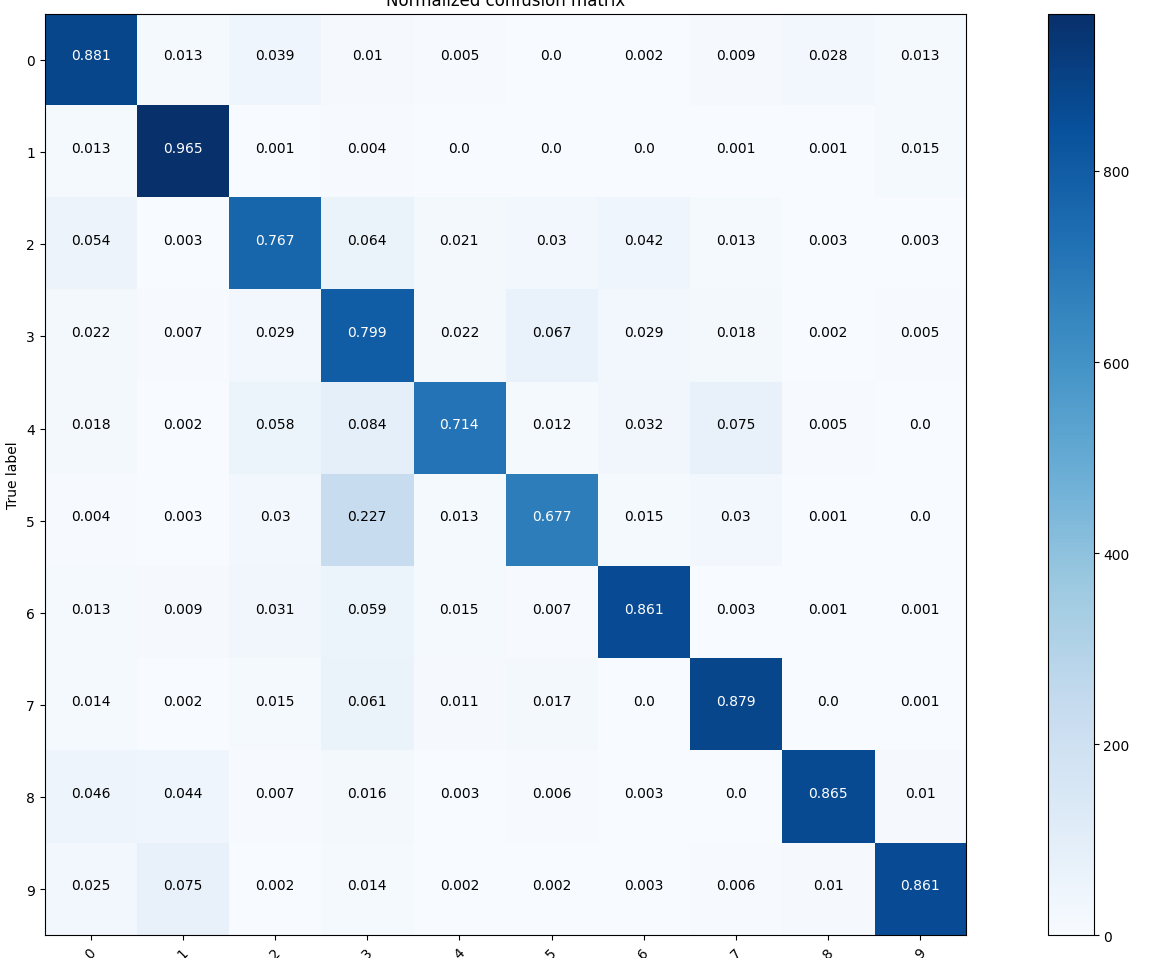 Normalized confusion matrix
0 0.881 0.013 0.039 0.01 0.005 0.0 0.002 0.009 0.028 0.013
1 0.013 0.965 0.001 0.004 0.0 0.0 0.0 0.001 0.001 0.015
2 0.054 0.003 0.767 0.064 0.021 0.03 0.042 0.013 0.003 0.003
3 0.022 0.007 0.029 0.799 0.022 0.067 0.029 0.018 0.002 0.005
4 0.018 0.002 0.058 0.084 0.714 0.012 0.032 0.075 0.005 0.0
5 0.004 0.003 0.03 0.227 0.013 0.677 0.015 0.03 0.001 0.0
6 0.013 0.009 0.031 0.059 0.015 0.007 0.861 0.003 0.001 0.001
7 0.014 0.002 0.015 0.061 0.011 0.017 0.0 0.879 0.0 0.001
8 0.046 0.044 0.007 0.016 0.003 0.006 0.003 0.0 0.865 0.01
9 0.025 0.075 0.002 0.014 0.002 0.002 0.003 0.006 0.01 0.861
0 1 2 3 4 5 6 7 8 9
True label
800
600
400
200
0